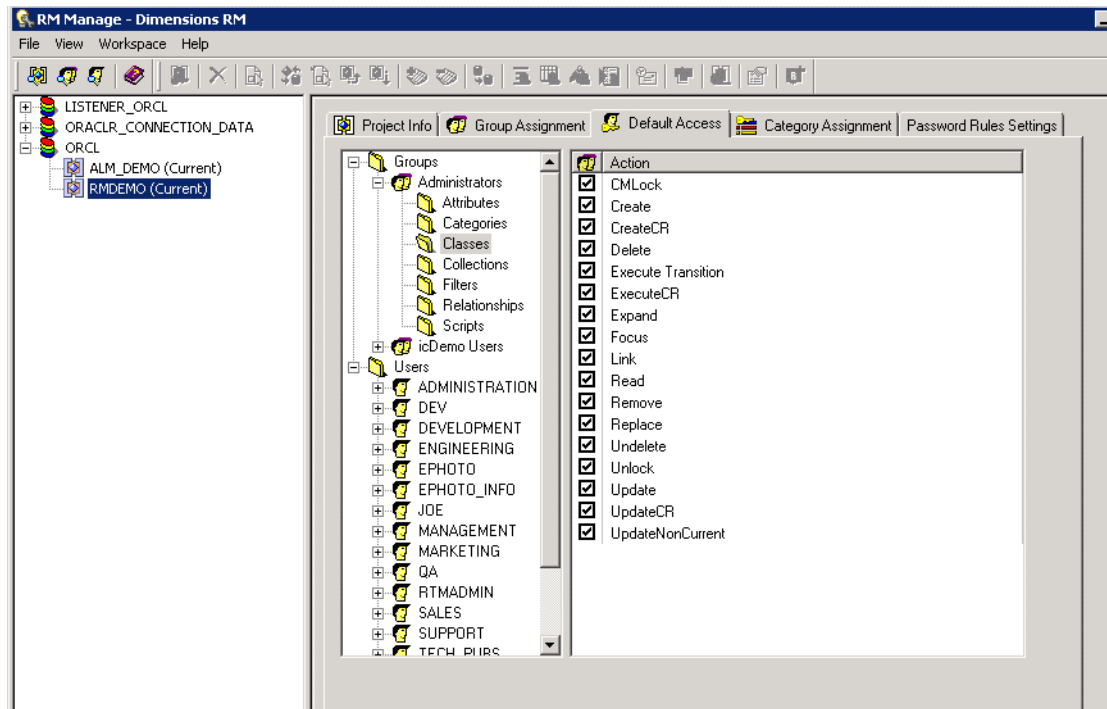 RM Manage - Dimensions RM
File View Workspace Help
LISTENER_ORCL
ORACLR_CONNECTION_DATA
ORCL
ALM_DEMO (Current)
RMDEMO (Current)
Project Info Group Assignment Default Access Category Assignment Password Rules Settings
Groups
Administrators
Attributes
Categories
Classes
Collections
Filters
Relationships
Scripts
icDemo Users
Users
ADMINISTRATION
DEV
DEVELOPMENT
ENGINEERING
EPHOTO
EPHOTO_INFO
JOE
MANAGEMENT
MARKETING
QA
RTMADMIN
SALES
SUPPORT
TECH_PUBS
Action
CMLock
Create
CreateCR
Delete
Execute Transition
ExecuteCR
Expand
Focus
Link
Read
Remove
Replace
Undelete
Unlock
Update
UpdateCR
UpdateNonCurrent